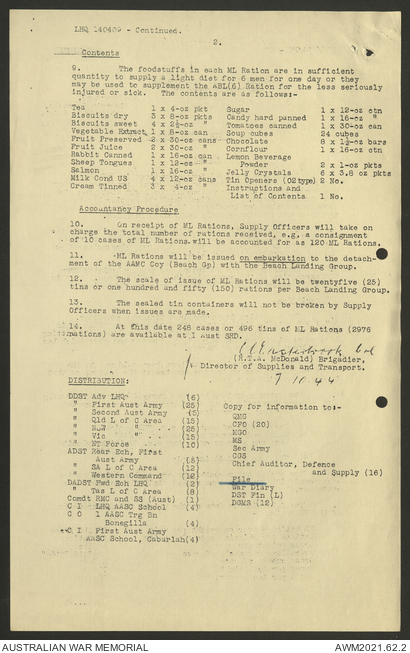 LHQ 140409 - Continued.
2.
Contents
9. The foodstuffs in each ML Ration are in sufficient
quantity to supply a light diet for 6 men for one day or they
may be used to supplement the ABL(6) Ration for the less seriously
injured or sick. The contents are as follows:-
Tea 1 x 4-oz pkt
Biscuits dry 3 x 8-oz pkts
Biscuits sweet 4 x 2½-oz "
Vegetable Extract 1 x 8-oz can
Fruit Preserved 2 x 30-oz cans
Fruit Juice 2 x 30-oz "
Rabbit Canned 1 x 16-oz can
Sheep Tongues 1 x 12-oz "
Salmon 1 x 16-oz "
Milk Cond US 4 x 12-oz cans
Cream Tinned 3 x 4-oz "
Sugar 1 x 12-oz ctn
Candy hard panned 1 x 16-oz "
Tomatoes canned 1 x 30-oz can
Soup cubes 24 cubes
Chocolate 8 x 1½-oz bars
Cornflour 1 x 16-oz ctn
Lemon Beverage
Powder 2 x 1-oz pkts
Jelly Crystals 6 x 3.8 oz pkts
Tin Openers (02 type) 2 No.
Instructions and
List of Contents 1 No.
Accountancy Procedure
10. On receipt of ML Rations, Supply Officers will take on
charge the total number of rations received, e.g. a consignment
of 10 cases of ML Rations will be accounted for as 120 ML Rations.
11. ML Rations will be issued on embarkation to the detach-
ment of the AAMC Coy (Beach Gp) with the Beach Landing Group.
12. The scale of issue of ML Rations will be twentyfive (25)
tins or one hundred and fifty (150) rations per Beach Landing Group.
13. The sealed tin containers will not be broken by Supply
Officers when issues are made.
14. At this date 248 cases or 496 tins of ML Rations (2976
rations) are available at 1 Aust SRD.
Col
(R.T.A. McDonald) Brigadier,
Director of Supplies and Transport.
7 10 44
DISTRIBUTION:
DDST Adv LHQ (6)
" First Aust Army (25)
" Second Aust Army (5)
" Qld L of C Area (15)
" NSW " (15)
" Vic " (15)
" NT Force (10)
ADST Rear Ech, First
Aust Army (8)
" SA L of C Area (12)
" Western Command (12)
DADST Fwd Ech LHQ (2)
" Tas L of C Area (8)
Comdt RMC and SS (Aust) (1)
C I LHQ AASC School (4)
C O 1 AASC Trg Bn
Bonegilla (4)
C I First Aust Army
AASC School, Cabarlah (4)
Copy for information to:-
QMG
CFO (20)
MGO
MS
Sec Army
CGS
Chief Auditor, Defence
and Supply (16)
File
War Diary
DST Fin (L)
DGMS (12)
AUSTRALIAN WAR MEMORIAL
AWM2021.62.2